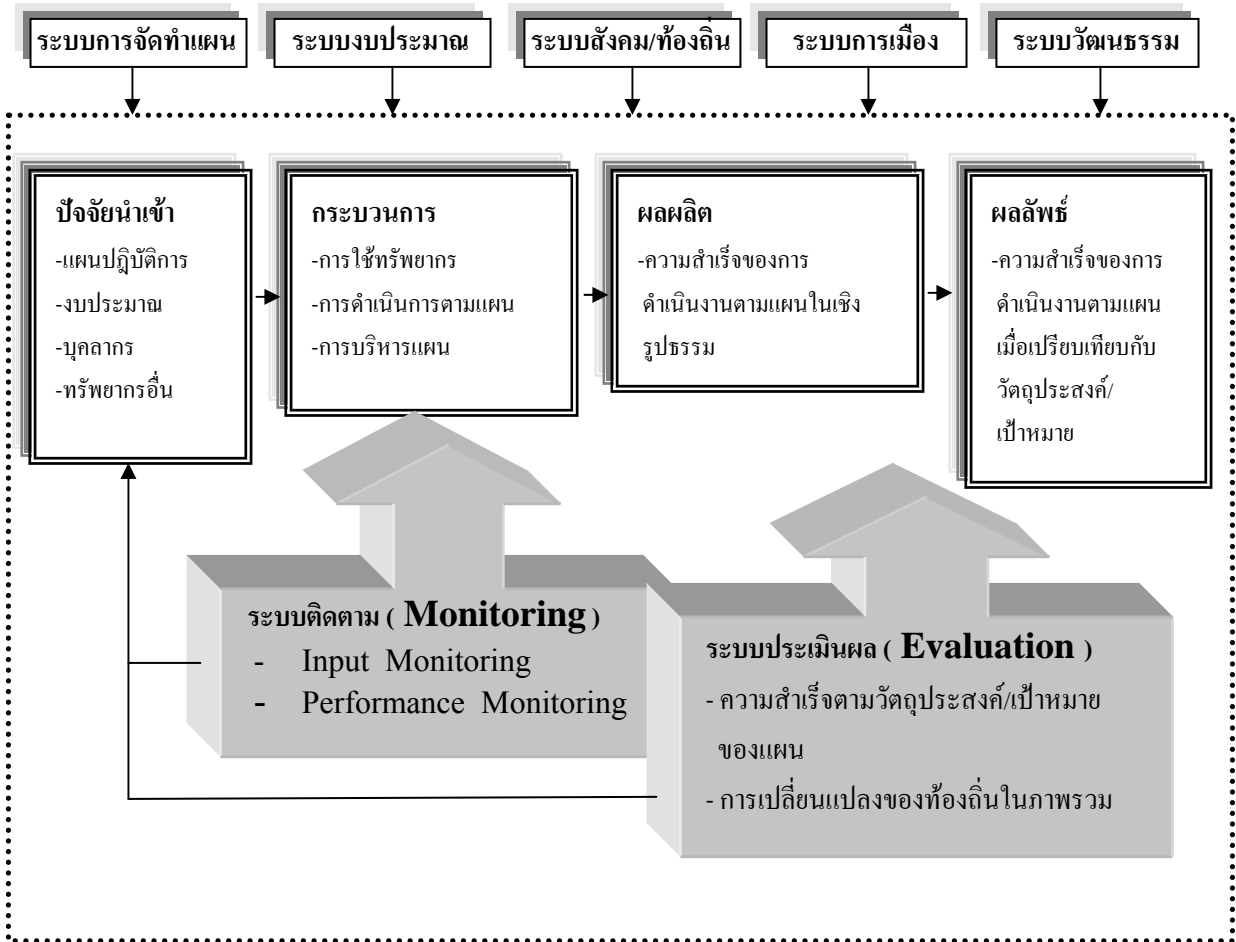 ระบบการจัดทำแผน
ระบบงบประมาณ
ระบบสังคม/ท้องถิ่น
ระบบการเมือง
ระบบวัฒนธรรม
ปัจจัยนำเข้า
-แผนปฎิบัติการ
-งบประมาณ
-บุคลากร
-ทรัพยากรอื่น
กระบวนการ
-การใช้ทรัพยากร
-การดำเนินการตามแผน
-การบริหารแผน
ผลผลิต
-ความสำเร็จของการ
ดำเนินงานตามแผนในเชิง
รูปธรรม
ผลลัพธ์
-ความสำเร็จของการ
ดำเนินงานตามแผน
เมื่อเปรียบเทียบกับ
วัตถุประสงค์/
เป้าหมาย
ระบบติดตาม ( Monitoring )
- Input Monitoring
- Performance Monitoring
ระบบประเมินผล ( Evaluation )
- ความสำเร็จตามวัตถุประสงค์/เป้าหมาย
ของแผน
- การเปลี่ยนแปลงของท้องถิ่นในภาพรวม